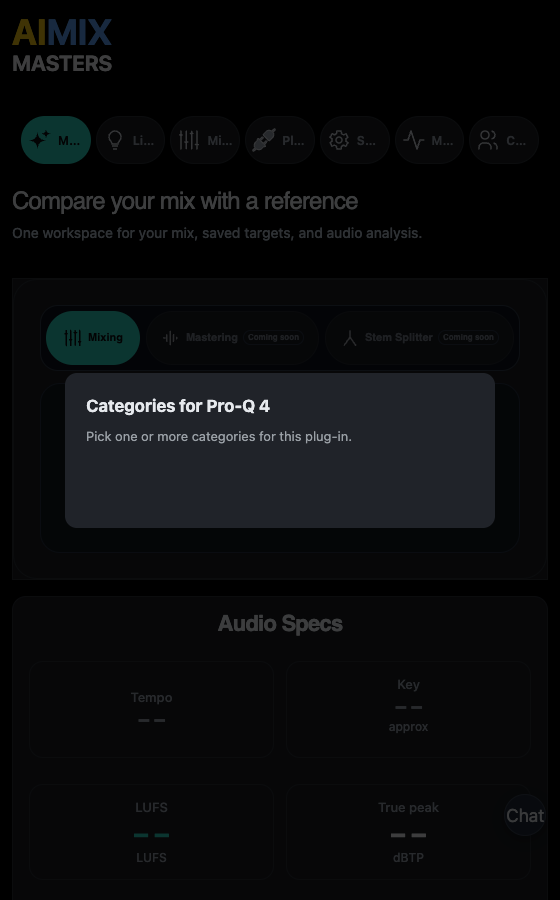 AIMIX
MASTERS
M...
Li...
Mi...
Pl...
S...
M...
C...
Compare your mix with a reference
One workspace for your mix, saved targets, and audio analysis.
Mixing
Mastering Coming soon
Stem Splitter Coming soon
Categories for Pro-Q 4
Pick one or more categories for this plug-in.
Audio Specs
Tempo
— —
Key
— —
approx
LUFS
— —
LUFS
True peak
— —
dBTP
Chat